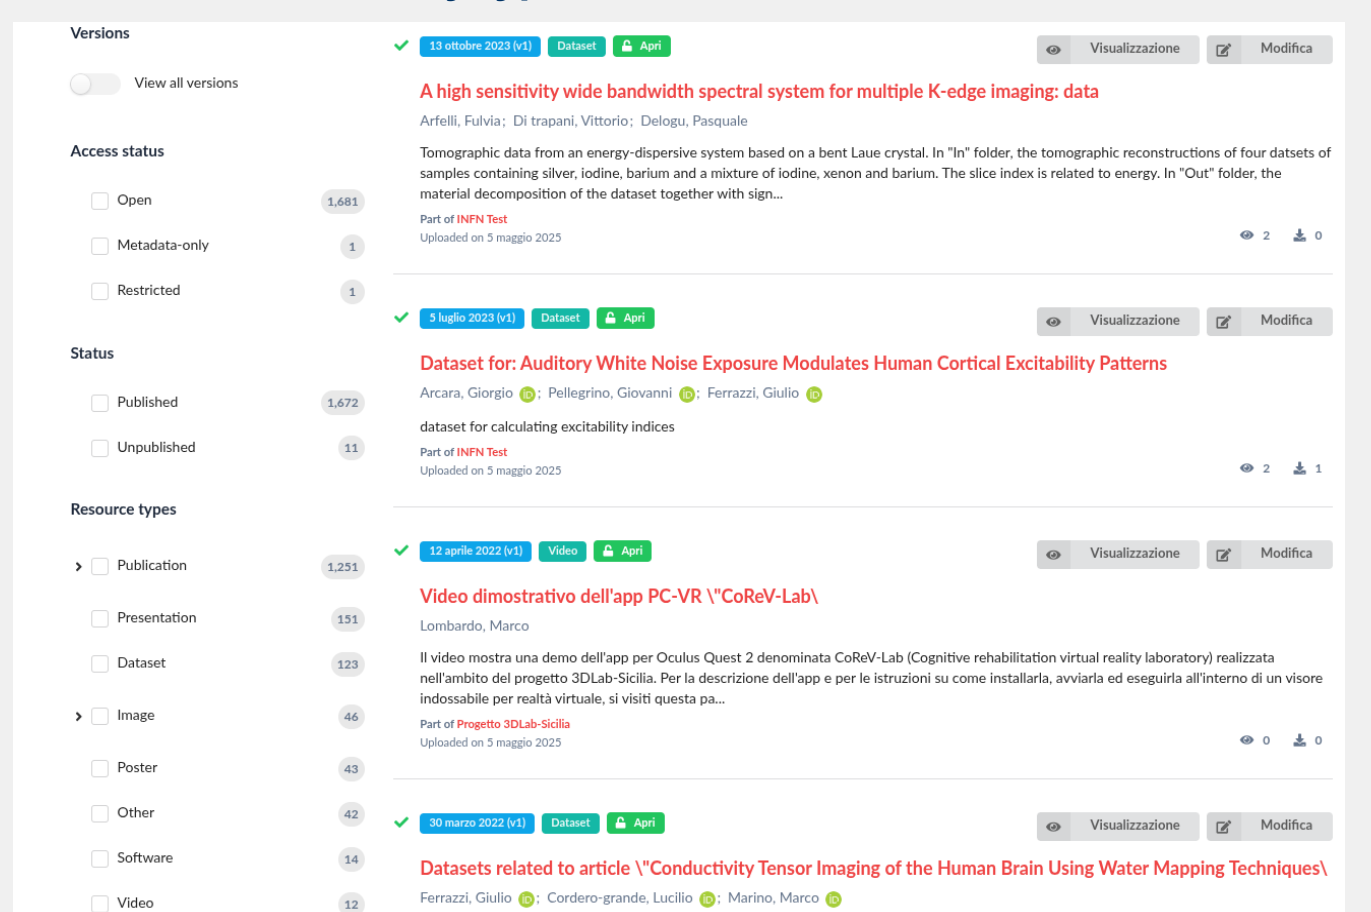 Versions
View all versions
Access status
Open 1,681
Metadata-only 1
Restricted 1
Status
Published 1,672
Unpublished 11
Resource types
Publication 1,251
Presentation 151
Dataset 123
Image 46
Poster 43
Other 42
Software 14
Video 12
13 ottobre 2023 (v1) Dataset Apri Visualizzazione Modifica
A high sensitivity wide bandwidth spectral system for multiple K-edge imaging: data
Arfelli, Fulvia; Di trapani, Vittorio; Delogu, Pasquale
Tomographic data from an energy-dispersive system based on a bent Laue crystal. In "In" folder, the tomographic reconstructions of four datsets of
samples containing silver, iodine, barium and a mixture of iodine, xenon and barium. The slice index is related to energy. In "Out" folder, the
material decomposition of the dataset together with sign...
Part of INFN Test
Uploaded on 5 maggio 2025 2 0
5 luglio 2023 (v1) Dataset Apri Visualizzazione Modifica
Dataset for: Auditory White Noise Exposure Modulates Human Cortical Excitability Patterns
Arcara, Giorgio iD; Pellegrino, Giovanni iD; Ferrazzi, Giulio iD
dataset for calculating excitability indices
Part of INFN Test
Uploaded on 5 maggio 2025 2 1
12 aprile 2022 (v1) Video Apri Visualizzazione Modifica
Video dimostrativo dell'app PC-VR \"CoReV-Lab\
Lombardo, Marco
Il video mostra una demo dell'app per Oculus Quest 2 denominata CoReV-Lab (Cognitive rehabilitation virtual reality laboratory) realizzata
nell'ambito del progetto 3DLab-Sicilia. Per la descrizione dell'app e per le istruzioni su come installarla, avviarla ed eseguirla all'interno di un visore
indossabile per realtà virtuale, si visiti questa pa...
Part of Progetto 3DLab-Sicilia
Uploaded on 5 maggio 2025 0 0
30 marzo 2022 (v1) Dataset Apri Visualizzazione Modifica
Datasets related to article \"Conductivity Tensor Imaging of the Human Brain Using Water Mapping Techniques\
Ferrazzi, Giulio iD; Cordero-grande, Lucilio iD; Marino, Marco iD